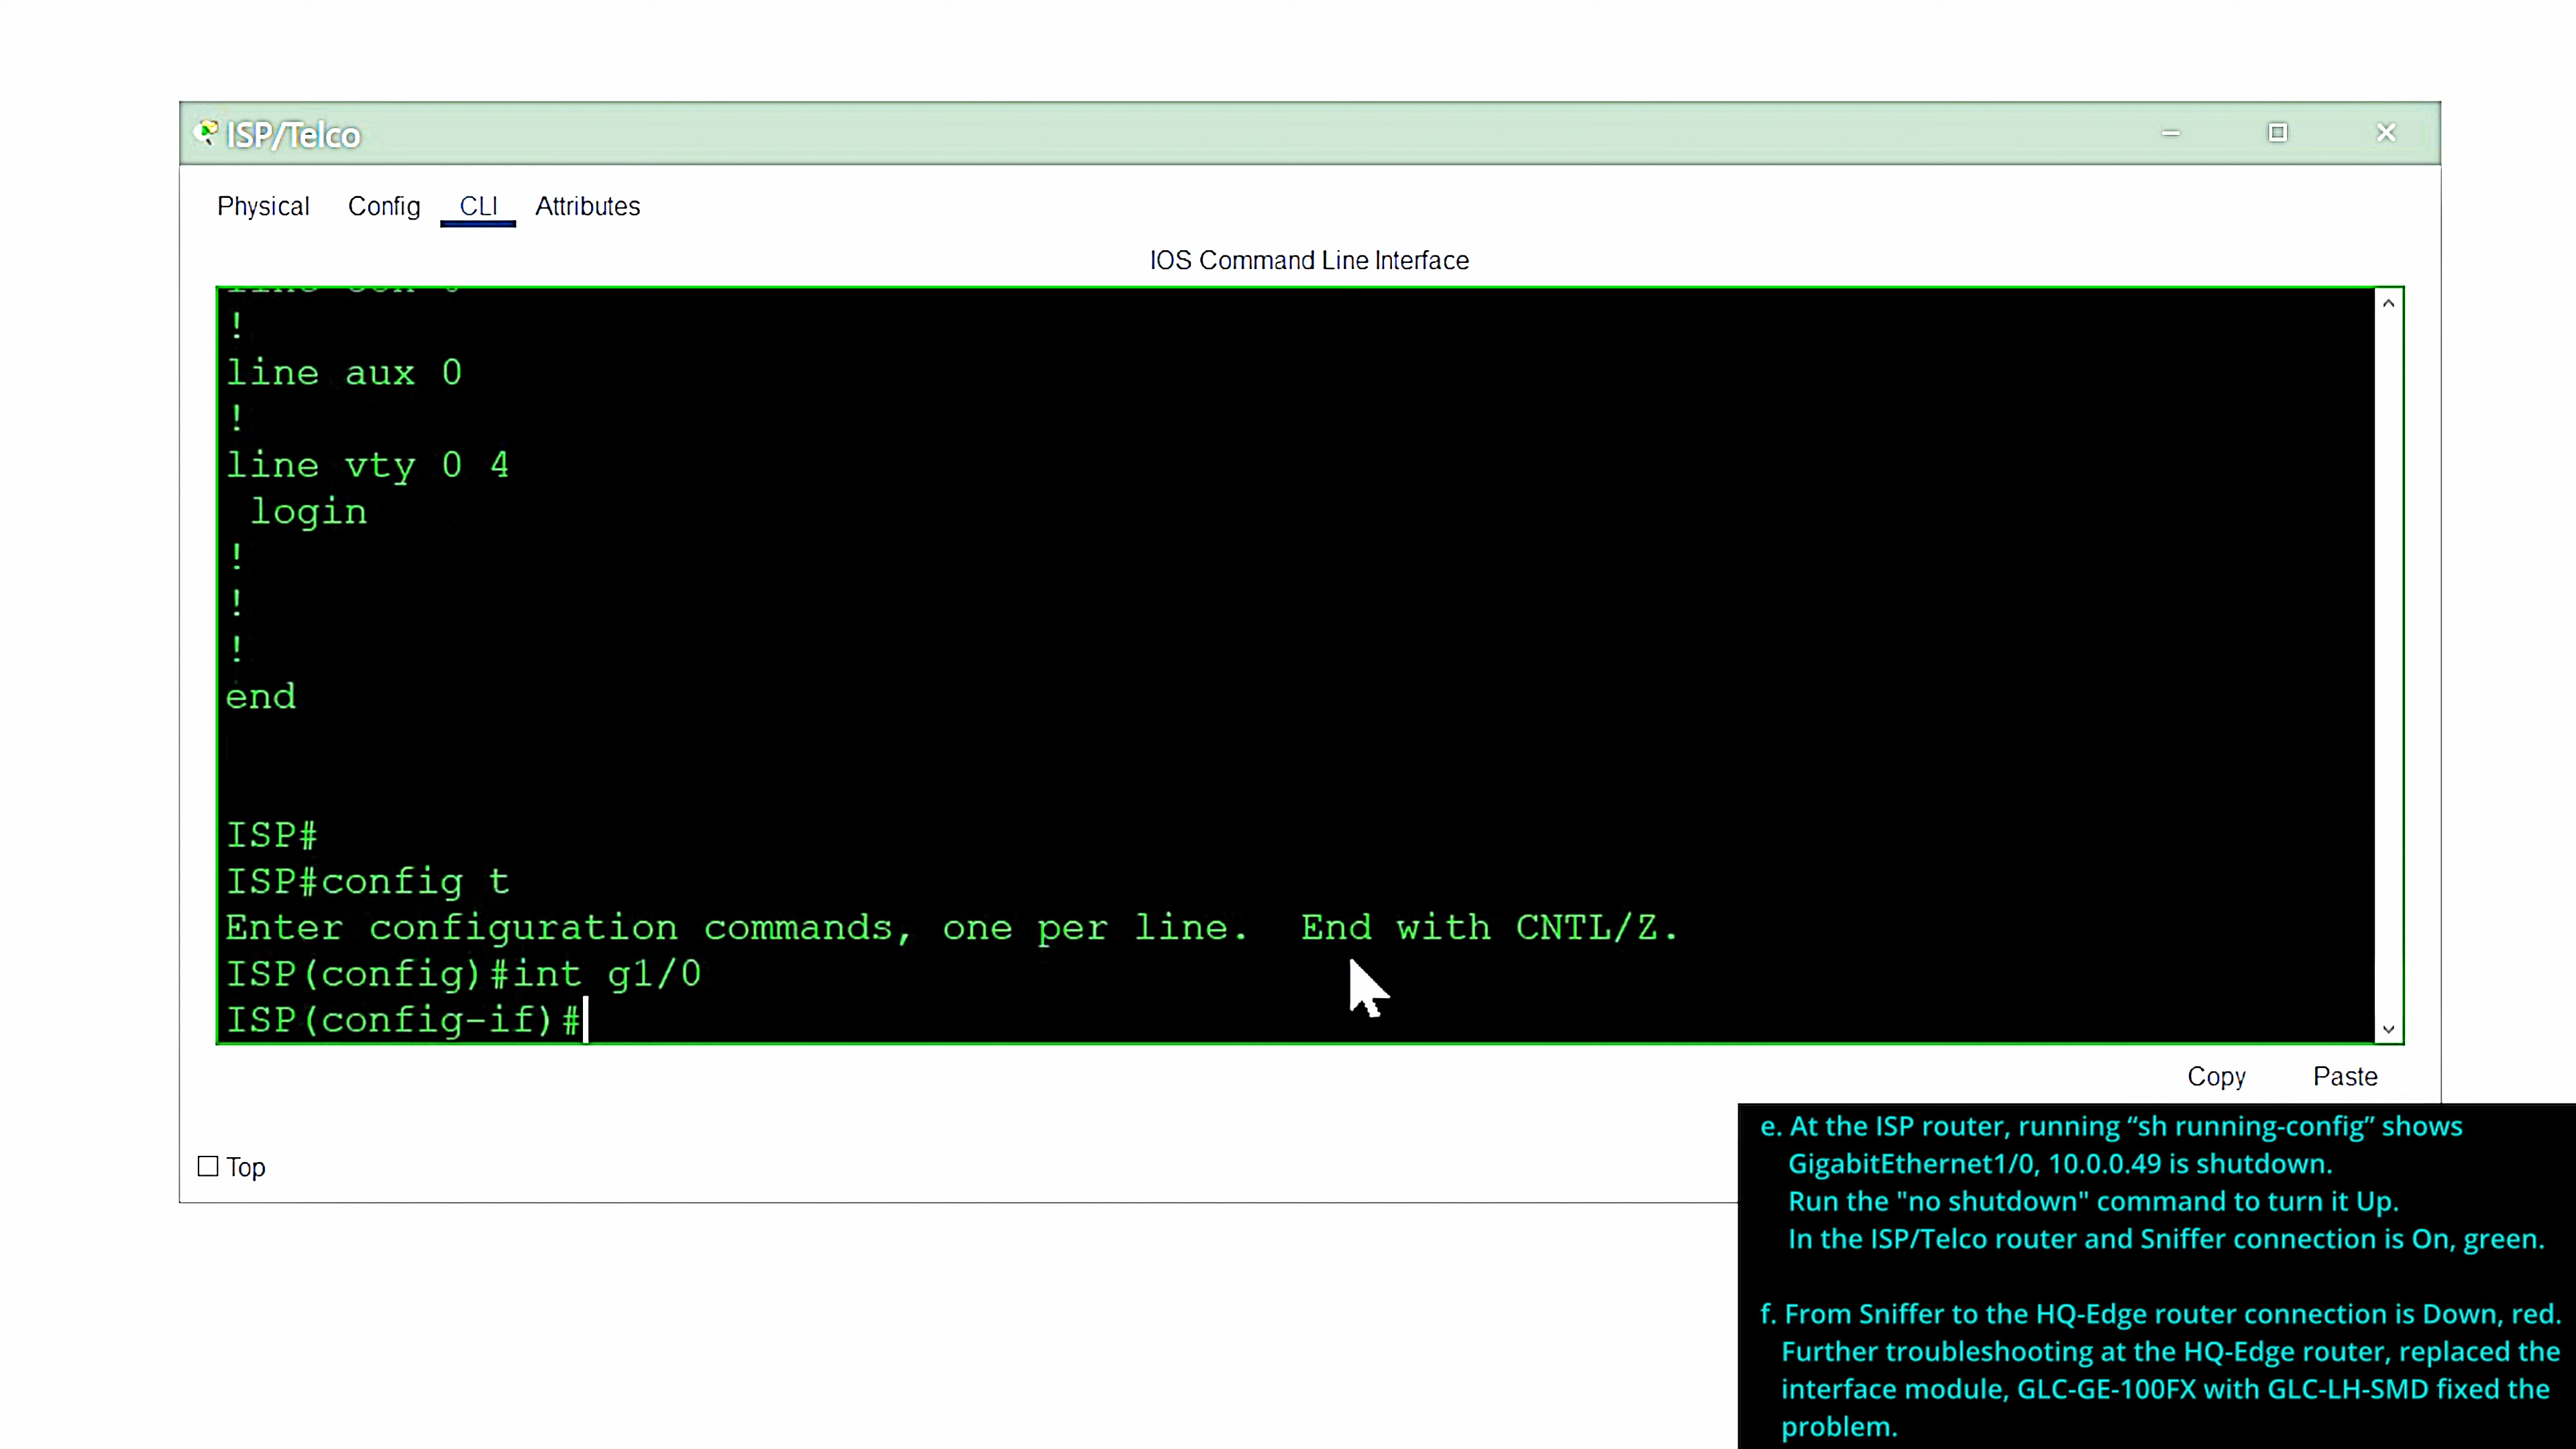 ISP/Telco
Physical Config CLI Attributes
IOS Command Line Interface
!
line aux 0
!
line vty 0 4
login
!
!
!
end
ISP#
ISP#config t
Enter configuration commands, one per line. End with CNTL/Z.
ISP(config)#int g1/0
ISP(config-if)#
Copy Paste
Top
e. At the ISP router, running “sh running-config” shows
GigabitEthernet1/0, 10.0.0.49 is shutdown.
Run the "no shutdown" command to turn it Up.
In the ISP/Telco router and Sniffer connection is On, green.
f. From Sniffer to the HQ-Edge router connection is Down, red.
Further troubleshooting at the HQ-Edge router, replaced the
interface module, GLC-GE-100FX with GLC-LH-SMD fixed the
problem.